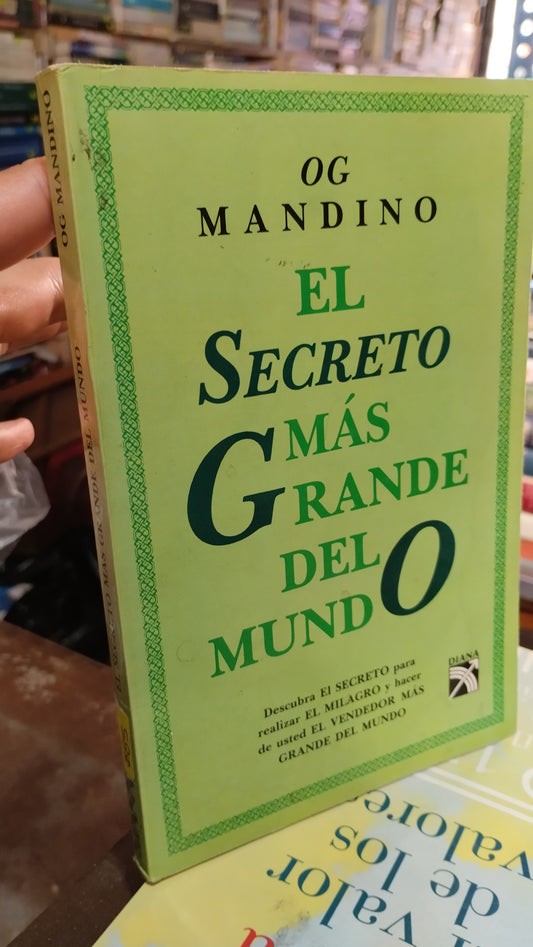 OG
MANDINO
EL
SECRETO
MÁS
GRANDE
DEL
MUNDO
Descubra EL SECRETO para
realizar EL MILAGRO y hacer
de usted EL VENDEDOR MÁS
GRANDE DEL MUNDO
DIANA
OG MANDINO
EL SECRETO MÁS GRANDE DEL MUNDO
valor
de los
valores